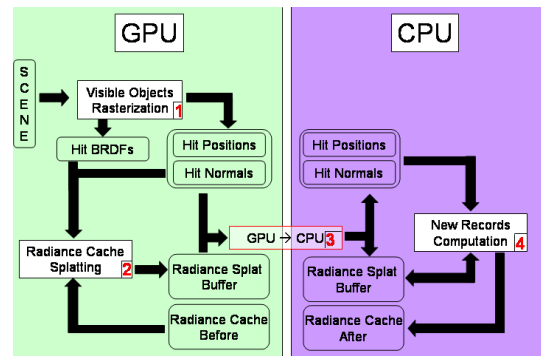 GPU
CPU
SCENE
Visible Objects
Rasterization 1
Hit BRDFs
Hit Positions
Hit Normals
Radiance Cache
Splatting 2
Radiance Splat
Buffer
Radiance Cache
Before
GPU → CPU 3
Hit Positions
Hit Normals
New Records
Computation 4
Radiance Splat
Buffer
Radiance Cache
After